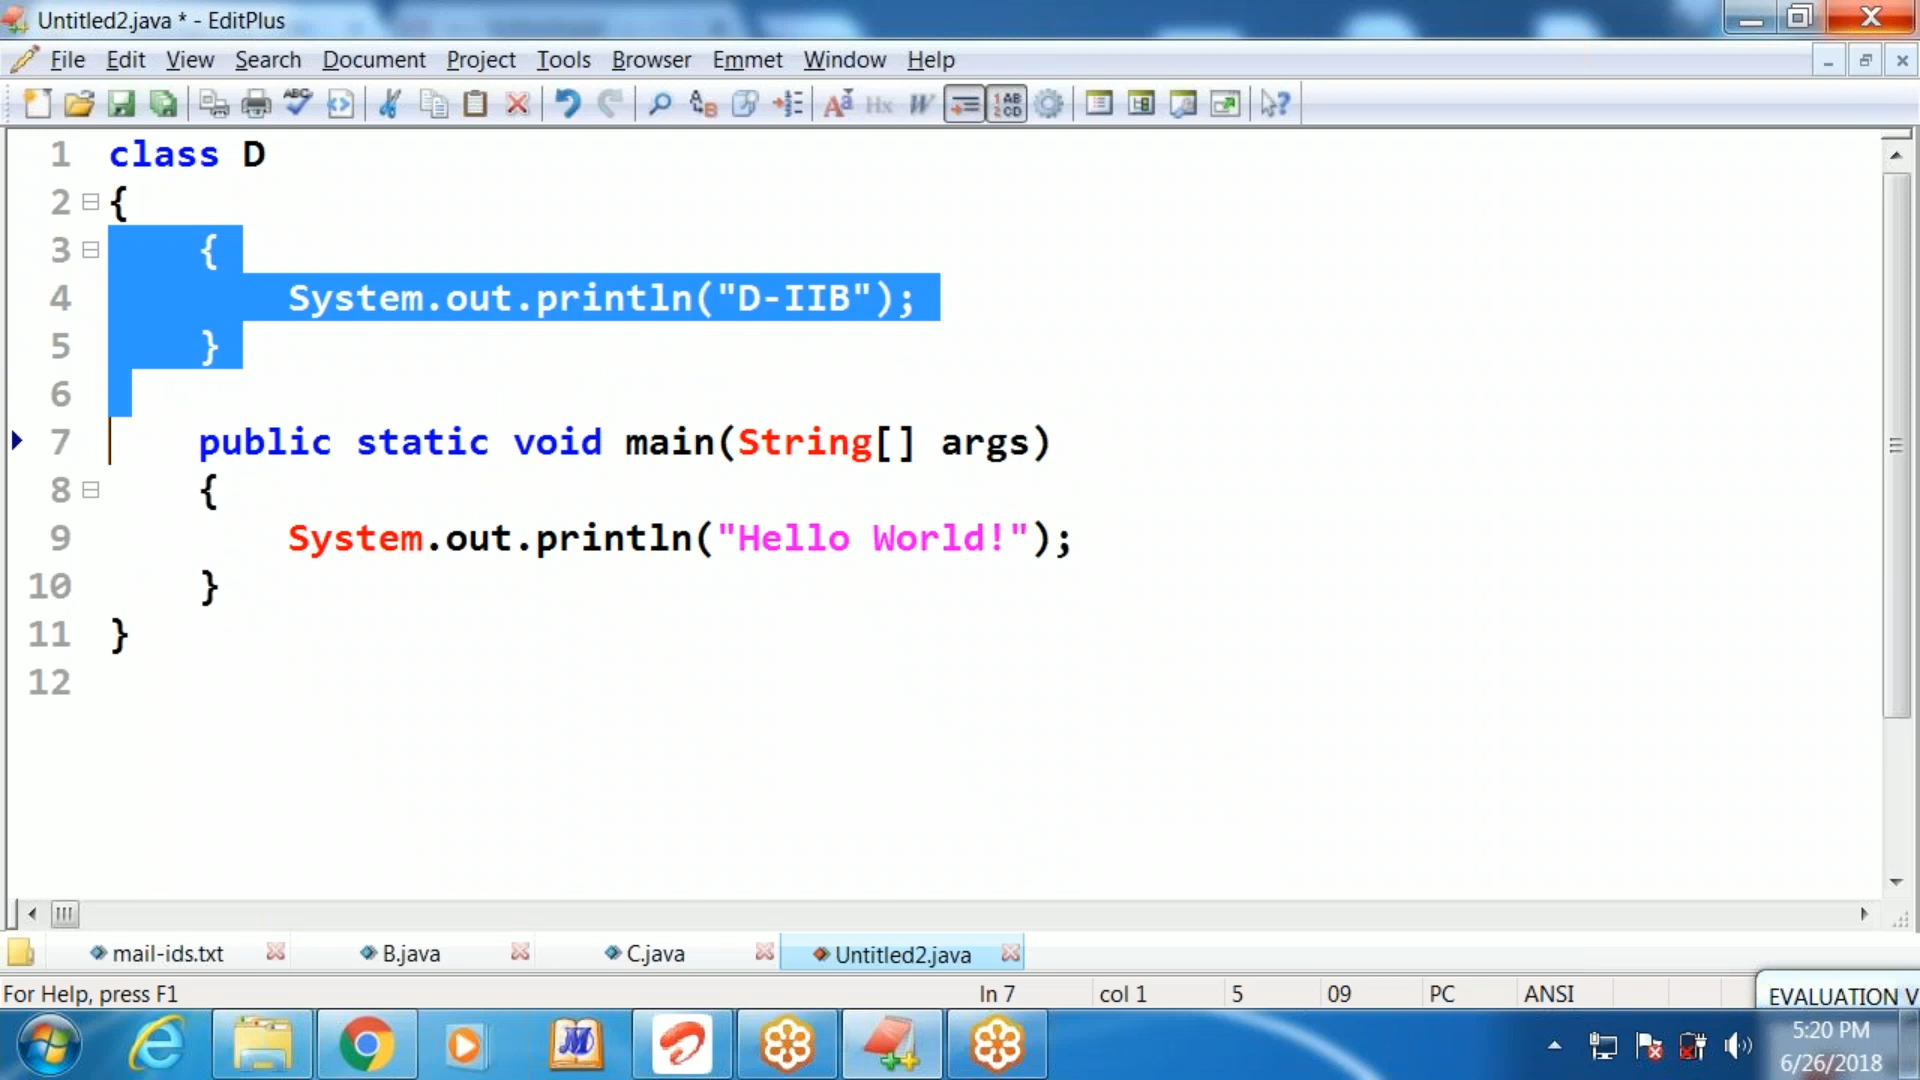 Untitled2.java * - EditPlus
File Edit View Search Document Project Tools Browser Emmet Window Help
1 class D
2 {
3 {
4 System.out.println("D-IIB");
5 }
6
7 public static void main(String[] args)
8 {
9 System.out.println("Hello World!");
10 }
11 }
12
mail-ids.txt B.java C.java Untitled2.java
For Help, press F1 ln 7 col 1 5 09 PC ANSI EVALUATION V
5:20 PM
6/26/2018